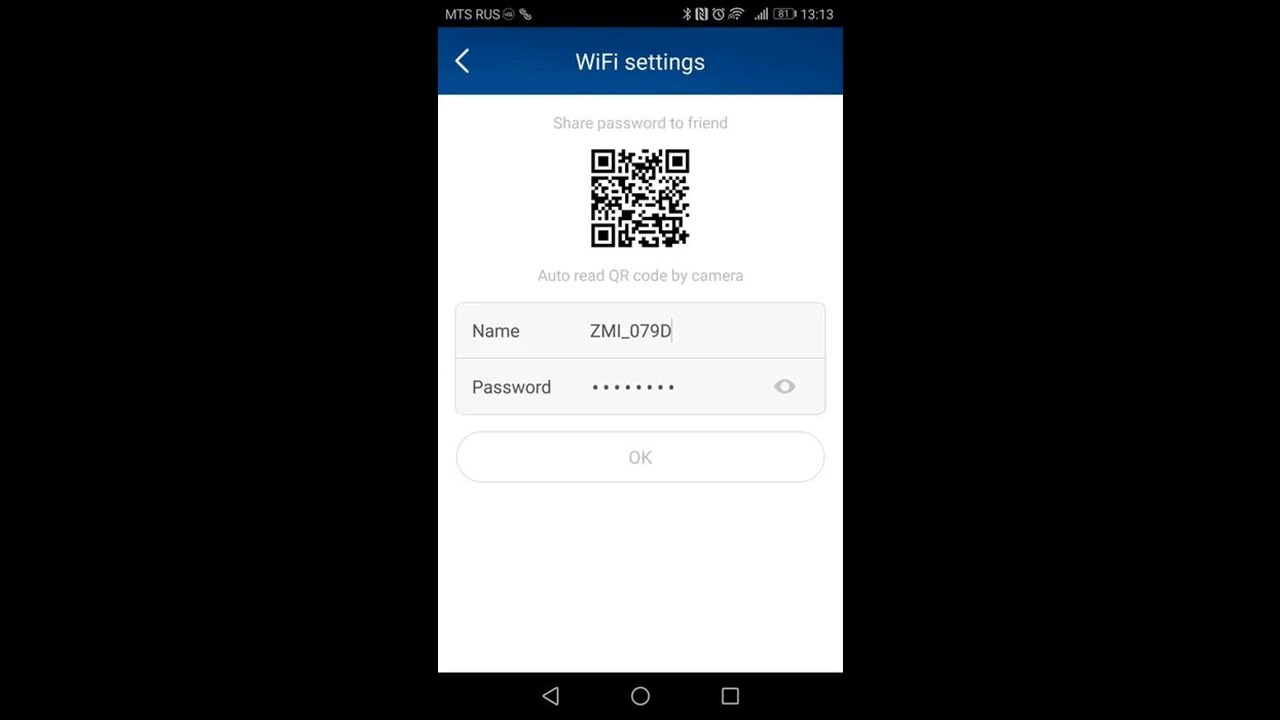 MTS RUS 81 13:13
WiFi settings
Share password to friend
Auto read QR code by camera
Name ZMI_079D
Password ••••••••
OK